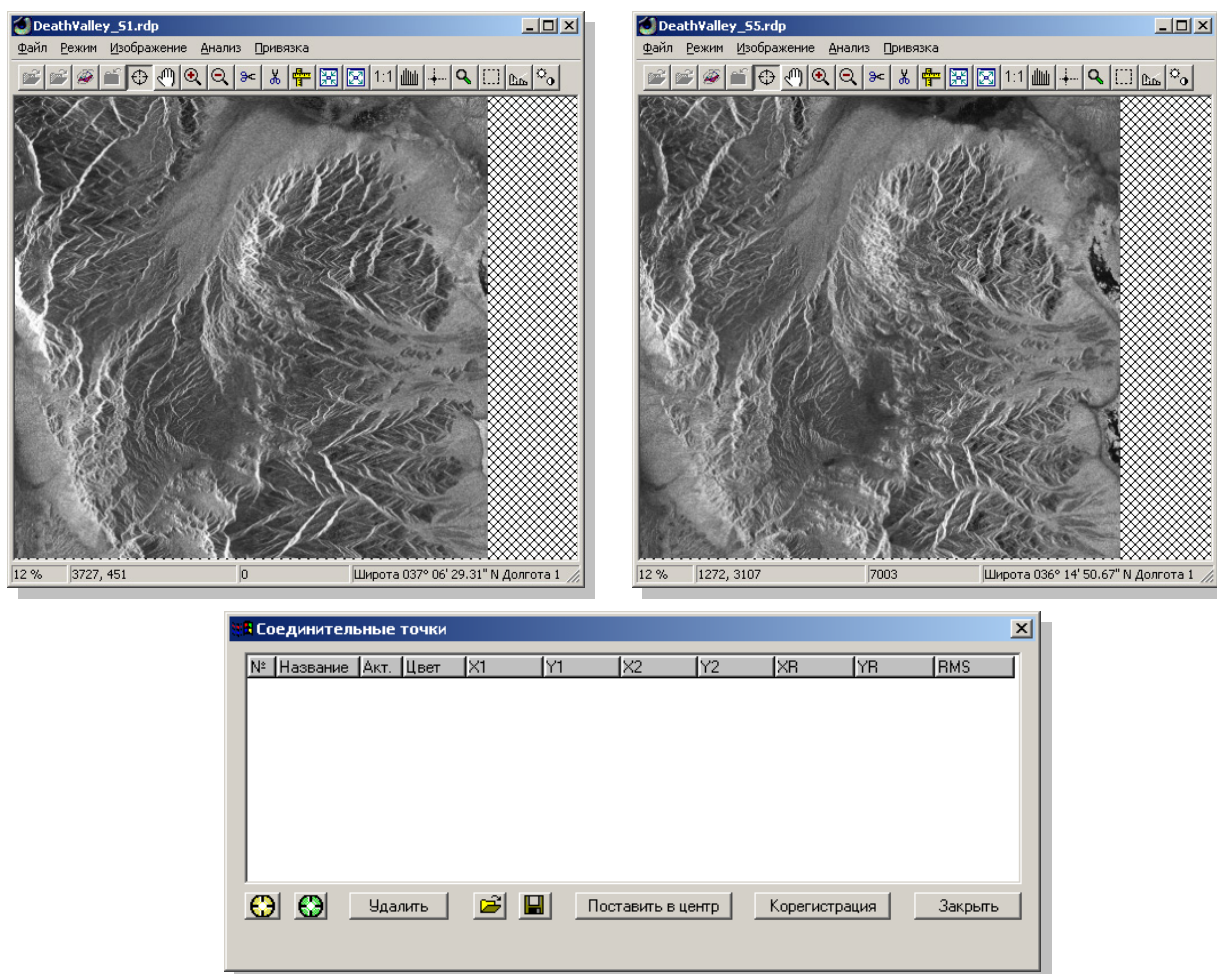 DeathValley_S1.rdp
Файл Режим Изображение Анализ Привязка
1:1
12 % 3727, 451 0 Широта 037° 06' 29.31" N Долгота 1
DeathValley_S5.rdp
Файл Режим Изображение Анализ Привязка
1:1
12 % 1272, 3107 7003 Широта 036° 14' 50.67" N Долгота 1
Соединительные точки
№ Название Акт. Цвет X1 Y1 X2 Y2 XR YR RMS
Удалить Поставить в центр Корегистрация Закрыть